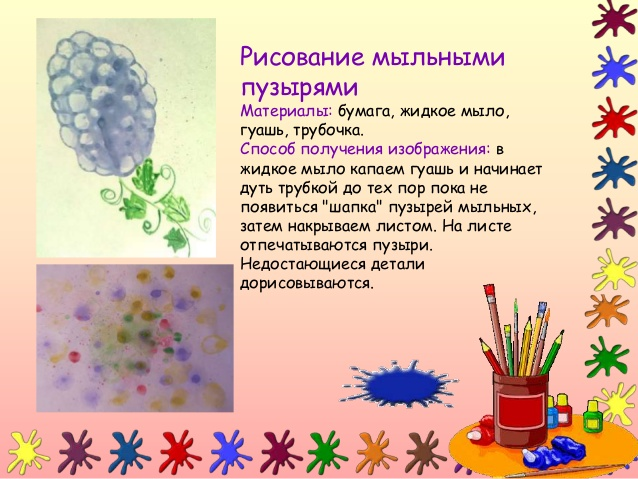 Рисование мыльными
пузырями
Материалы: бумага, жидкое мыло,
гуашь, трубочка.
Способ получения изображения: в
жидкое мыло капаем гуашь и начинает
дуть трубкой до тех пор пока не
появиться "шапка" пузырей мыльных,
затем накрываем листом. На листе
отпечатываются пузыри.
Недостающиеся детали
дорисовываются.